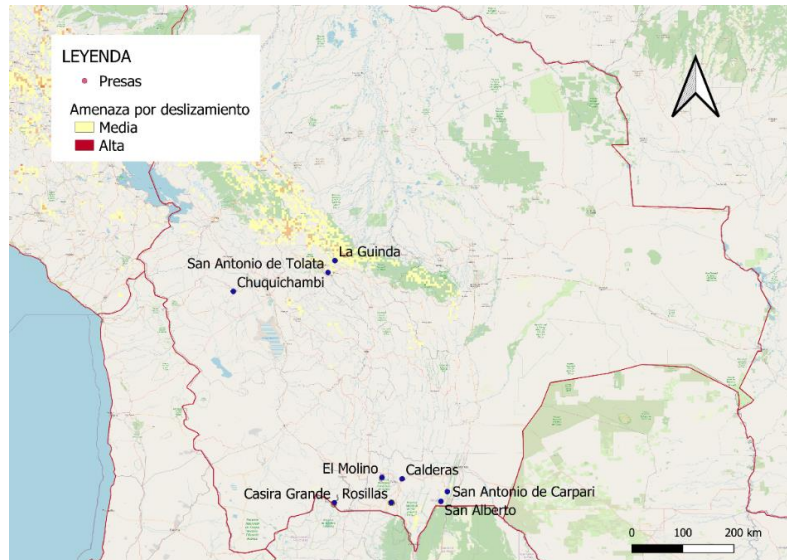 LEYENDA
Presas
Amenaza por deslizamiento
Media
Alta
La Guinda
San Antonio de Tolata
Chuquichambi
El Molino
Calderas
Casira Grande
Rosillas
San Antonio de Carpari
San Alberto
0 100 200 km